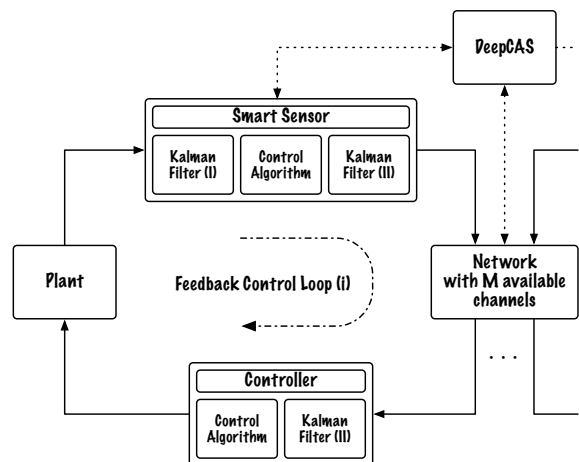 DeepCAS
Smart Sensor
Kalman
Filter (I)
Control
Algorithm
Kalman
Filter (II)
Plant
Feedback Control Loop (i)
Network
with M available
channels
. . .
Controller
Control
Algorithm
Kalman
Filter (II)